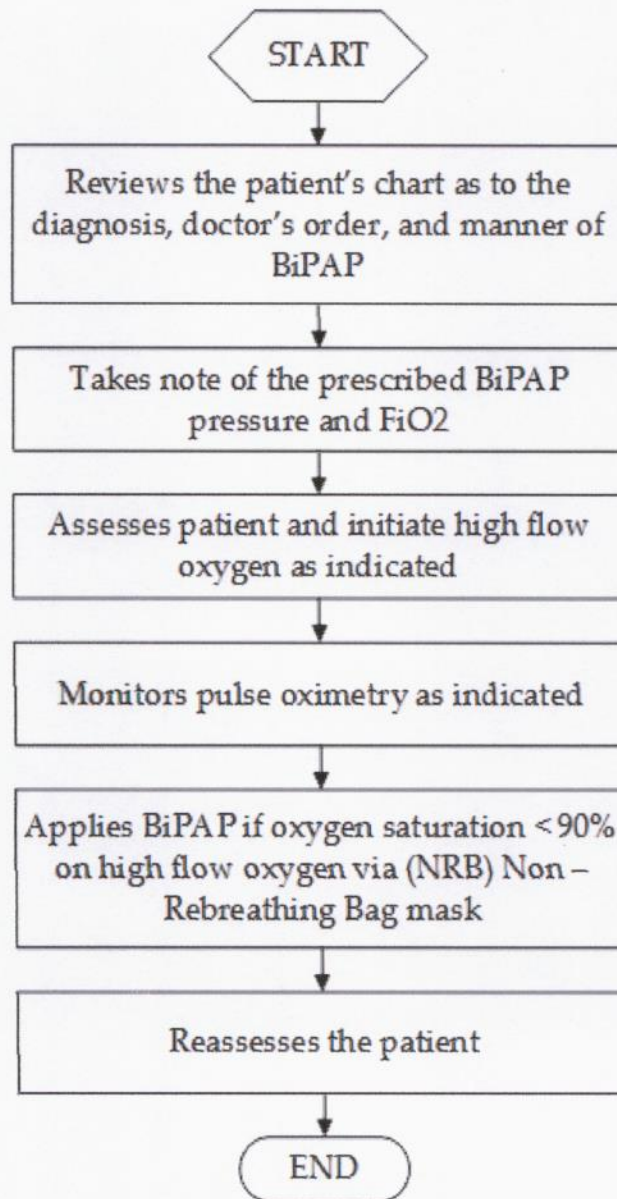 START
Reviews the patient's chart as to the
diagnosis, doctor's order, and manner of
BiPAP
Takes note of the prescribed BiPAP
pressure and FiO2
Assesses patient and initiate high flow
oxygen as indicated
Monitors pulse oximetry as indicated
Applies BiPAP if oxygen saturation <90%
on high flow oxygen via (NRB) Non –
Rebreathing Bag mask
Reassesses the patient
END